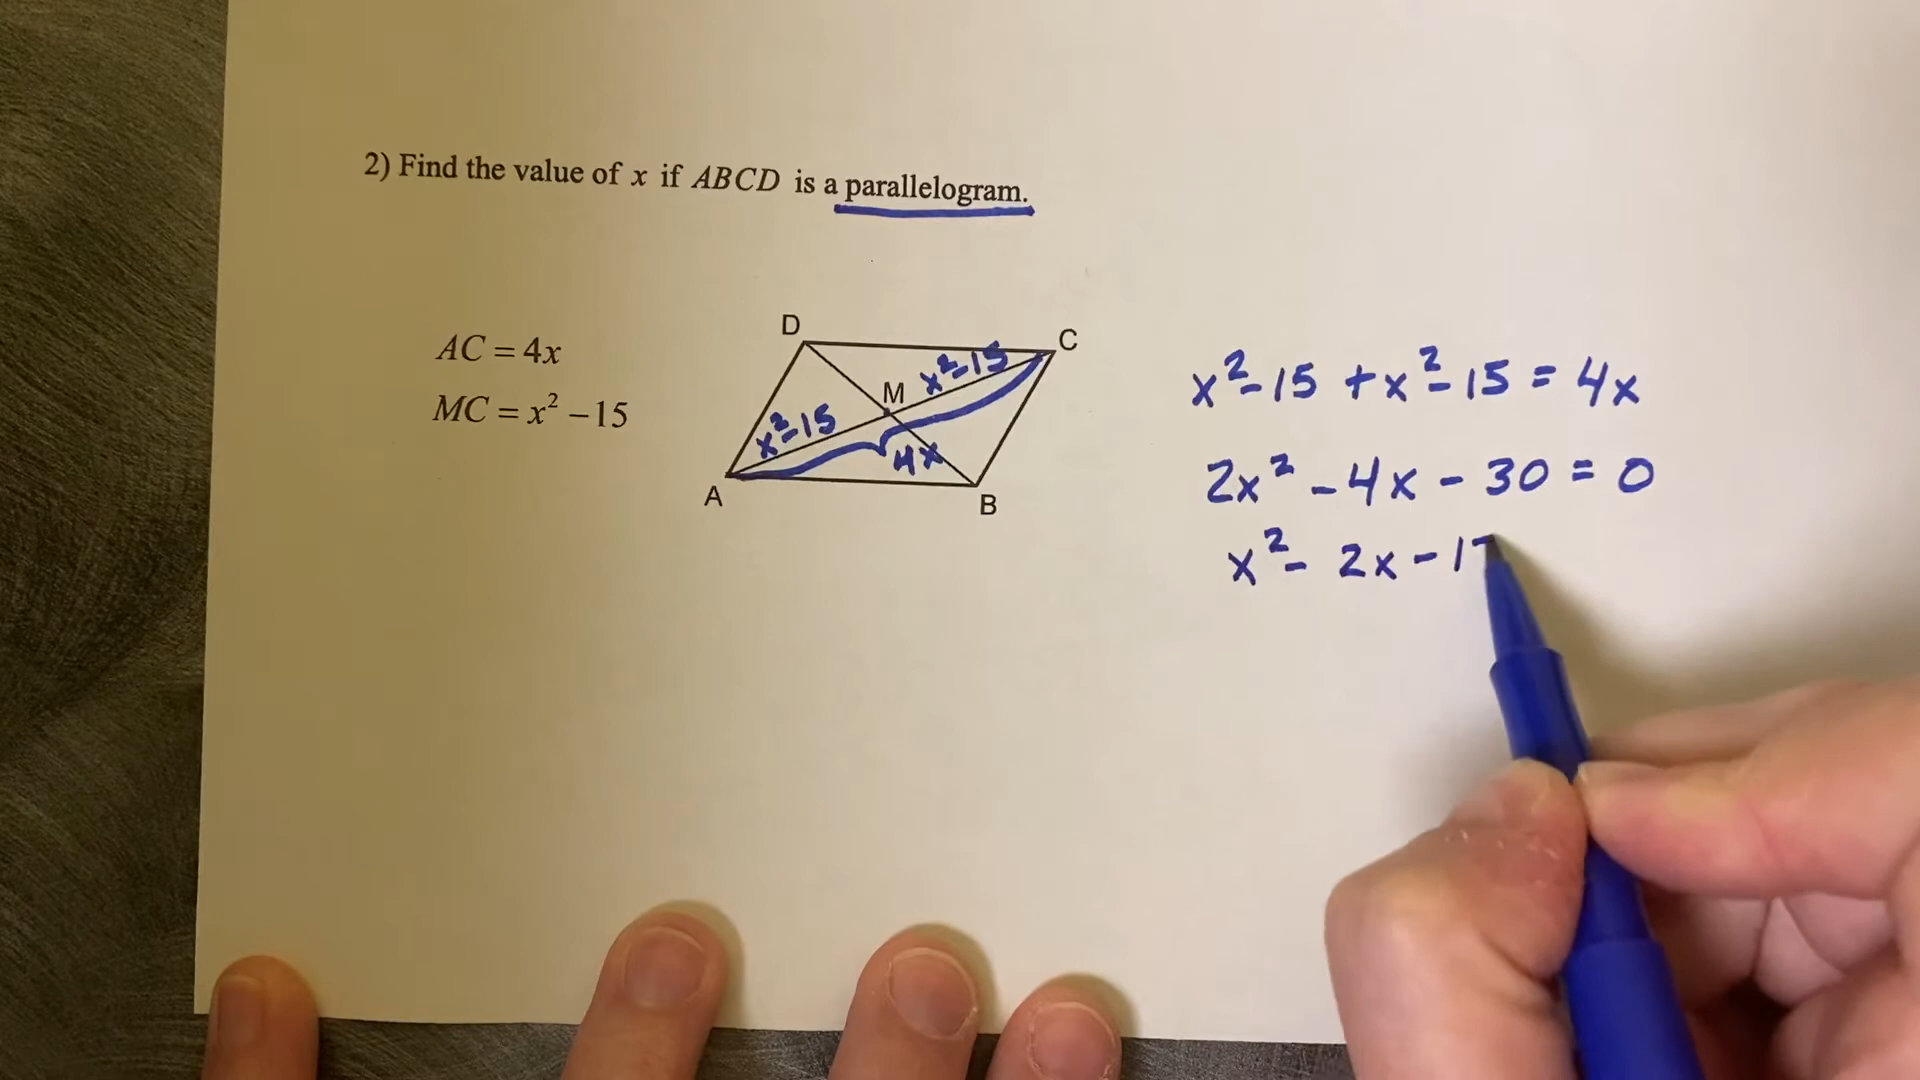 2) Find the value of x if ABCD is a parallelogram.
AC = 4x
MC = x² − 15
D
C
M
A
B
x²-15
x²-15
4x
x²-15 + x²-15 = 4x
2x² - 4x - 30 = 0
x² - 2x - 1